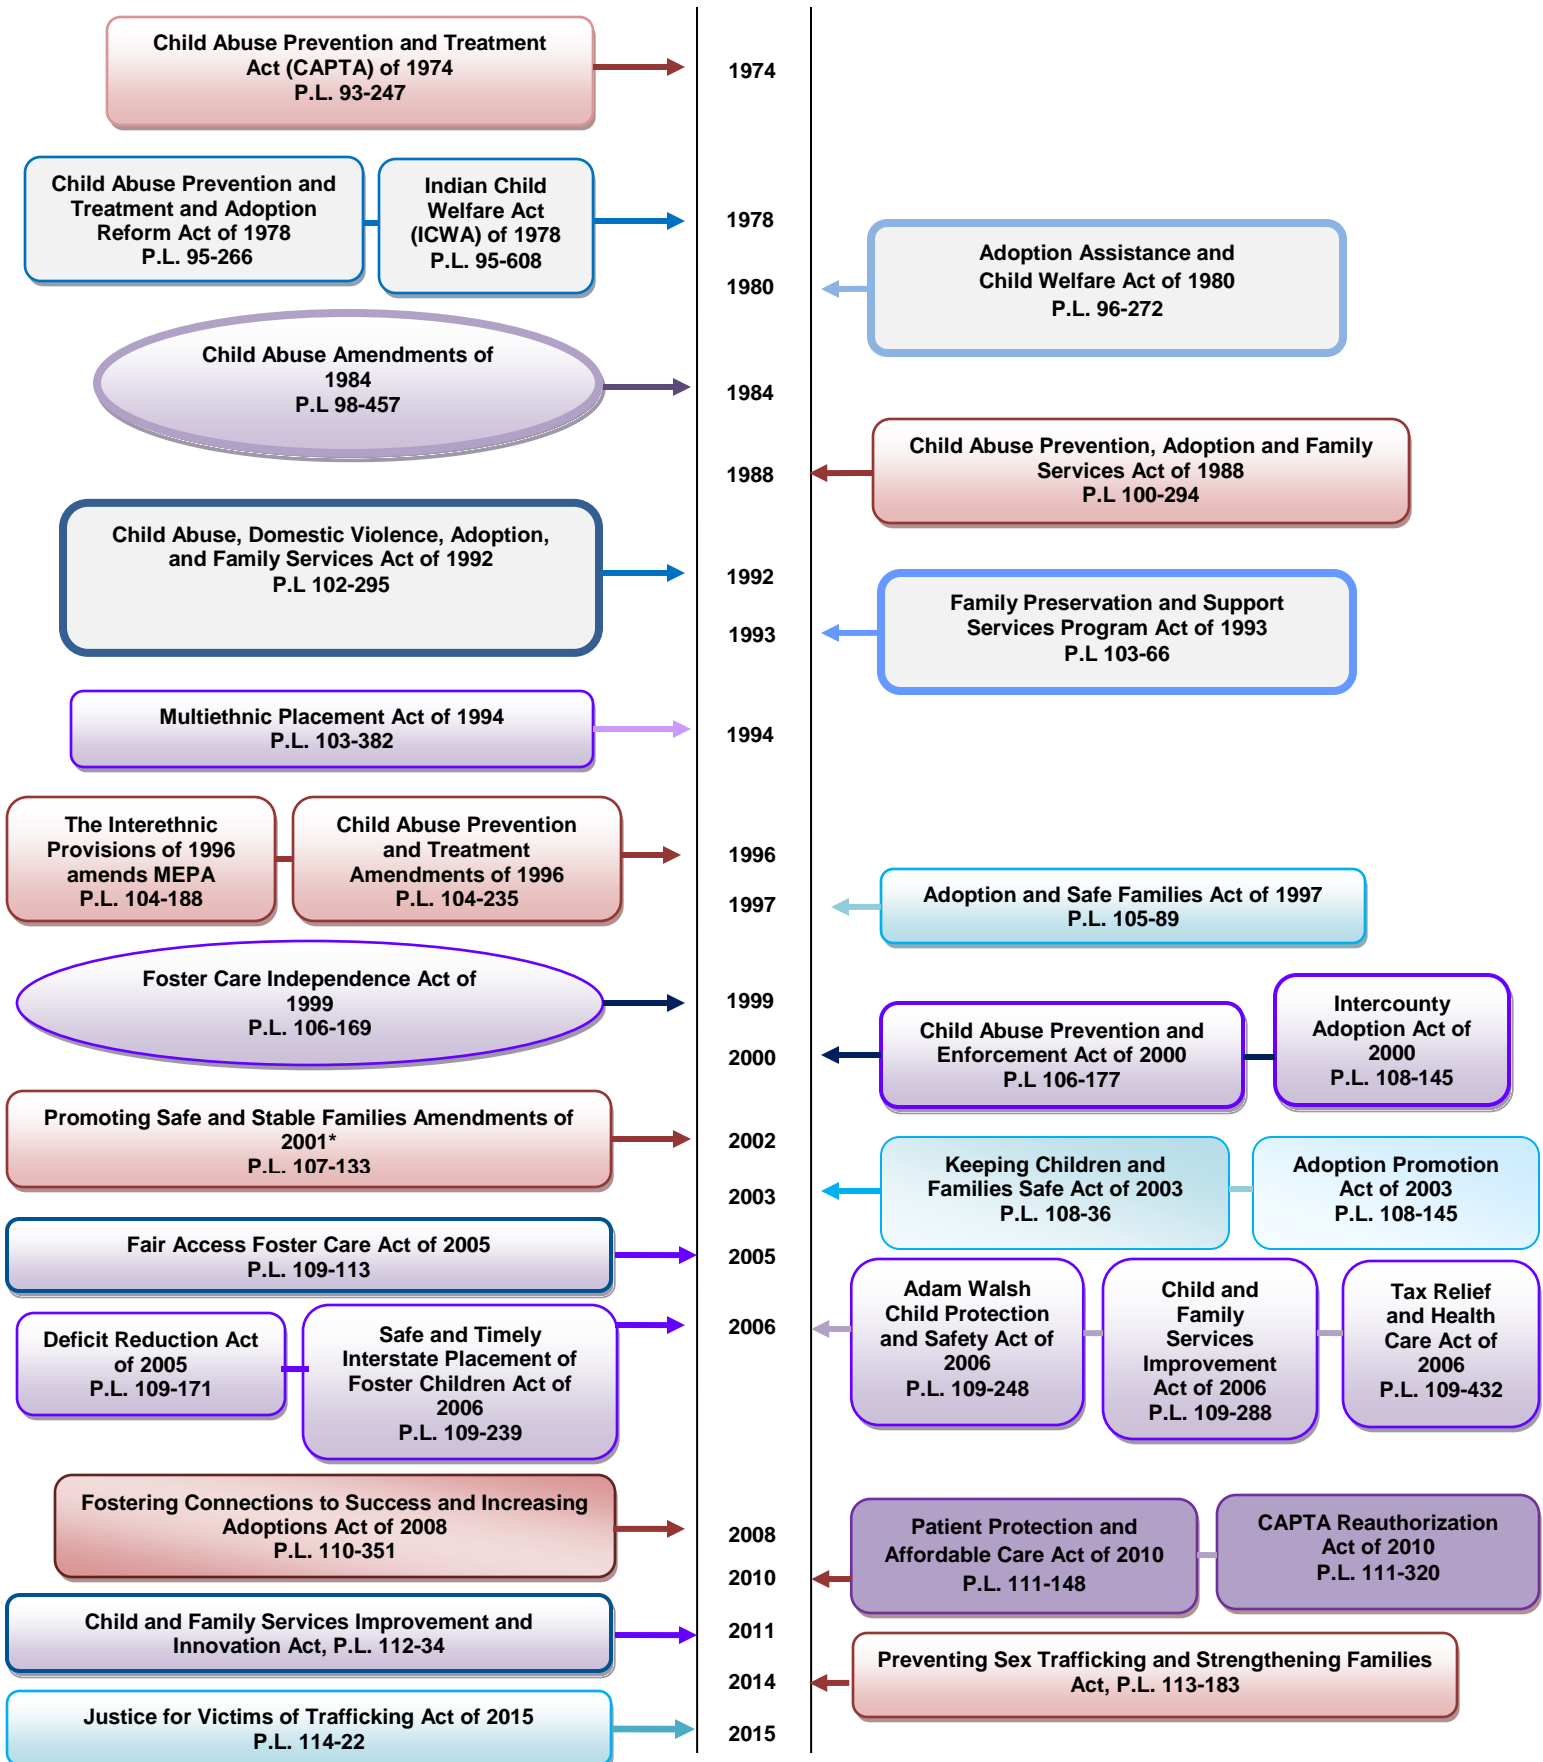 Child Abuse Prevention and Treatment
Act (CAPTA) of 1974
P.L. 93-247
1974
Child Abuse Prevention and
Treatment and Adoption
Reform Act of 1978
P.L. 95-266
Indian Child
Welfare Act
(ICWA) of 1978
P.L. 95-608
1978
1980
Adoption Assistance and
Child Welfare Act of 1980
P.L. 96-272
Child Abuse Amendments of
1984
P.L 98-457
1984
1988
Child Abuse Prevention, Adoption and Family
Services Act of 1988
P.L 100-294
Child Abuse, Domestic Violence, Adoption,
and Family Services Act of 1992
P.L 102-295
1992
1993
Family Preservation and Support
Services Program Act of 1993
P.L 103-66
Multiethnic Placement Act of 1994
P.L. 103-382
1994
The Interethnic
Provisions of 1996
amends MEPA
P.L. 104-188
Child Abuse Prevention
and Treatment
Amendments of 1996
P.L. 104-235
1996
1997
Adoption and Safe Families Act of 1997
P.L. 105-89
Foster Care Independence Act of
1999
P.L. 106-169
1999
2000
Child Abuse Prevention and
Enforcement Act of 2000
P.L 106-177
Intercounty
Adoption Act of
2000
P.L. 108-145
Promoting Safe and Stable Families Amendments of
2001*
P.L. 107-133
2002
2003
Keeping Children and
Families Safe Act of 2003
P.L. 108-36
Adoption Promotion
Act of 2003
P.L. 108-145
Fair Access Foster Care Act of 2005
P.L. 109-113
2005
Deficit Reduction Act
of 2005
P.L. 109-171
Safe and Timely
Interstate Placement of
Foster Children Act of
2006
P.L. 109-239
2006
Adam Walsh
Child Protection
and Safety Act of
2006
P.L. 109-248
Child and
Family
Services
Improvement
Act of 2006
P.L. 109-288
Tax Relief
and Health
Care Act of
2006
P.L. 109-432
Fostering Connections to Success and Increasing
Adoptions Act of 2008
P.L. 110-351
2008
2010
Patient Protection and
Affordable Care Act of 2010
P.L. 111-148
CAPTA Reauthorization
Act of 2010
P.L. 111-320
Child and Family Services Improvement and
Innovation Act, P.L. 112-34
2011
2014
Preventing Sex Trafficking and Strengthening Families
Act, P.L. 113-183
Justice for Victims of Trafficking Act of 2015
P.L. 114-22
2015